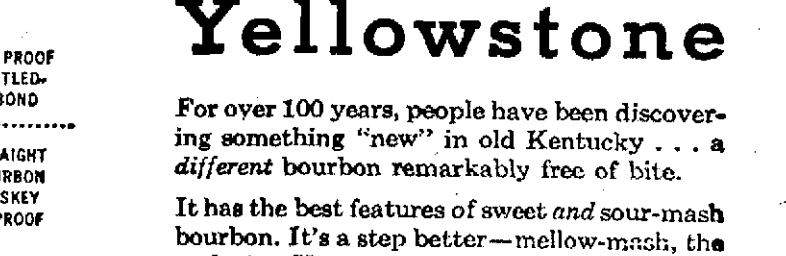 Yellowstone
PROOF
TLED-
BOND
AIGHT
RBON
SKEY
PROOF
For over 100 years, people have been discover-
ing something "new" in old Kentucky . . . a
different bourbon remarkably free of bite.
It has the best features of sweet and sour-mash
bourbon. It's a step better—mellow-mash, the